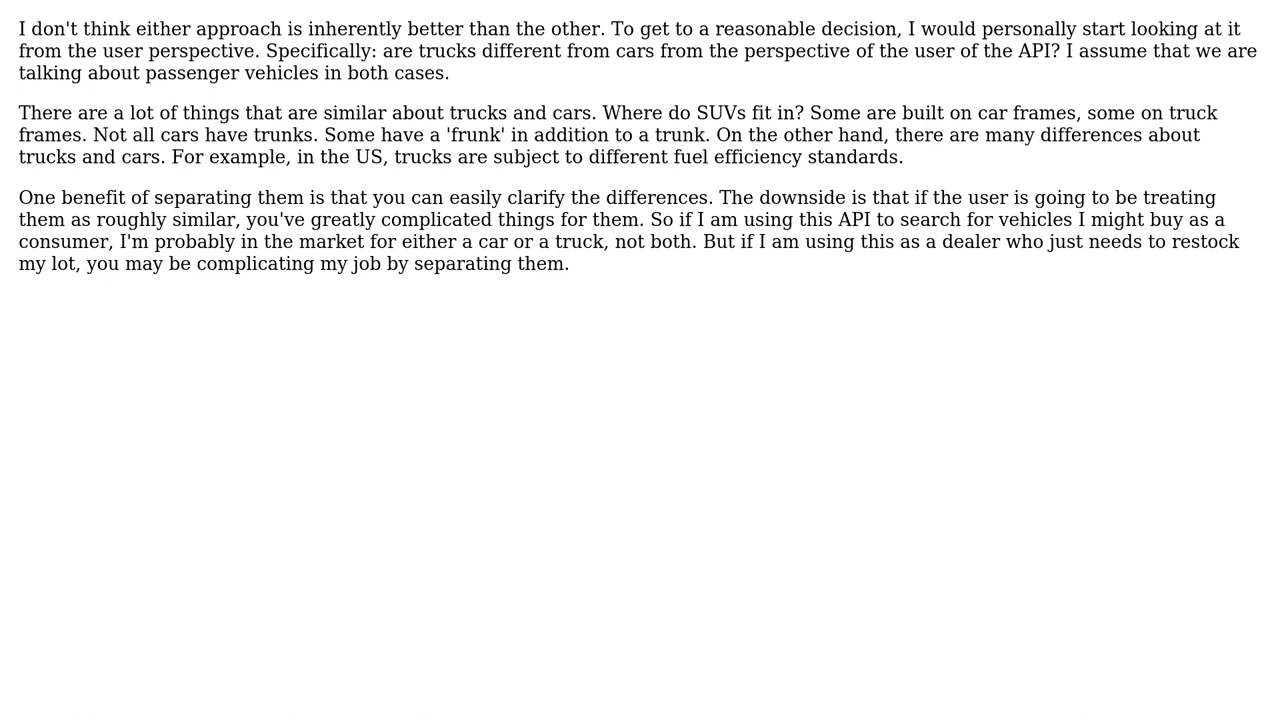 I don't think either approach is inherently better than the other. To get to a reasonable decision, I would personally start looking at it
from the user perspective. Specifically: are trucks different from cars from the perspective of the user of the API? I assume that we are
talking about passenger vehicles in both cases.
There are a lot of things that are similar about trucks and cars. Where do SUVs fit in? Some are built on car frames, some on truck
frames. Not all cars have trunks. Some have a 'frunk' in addition to a trunk. On the other hand, there are many differences about
trucks and cars. For example, in the US, trucks are subject to different fuel efficiency standards.
One benefit of separating them is that you can easily clarify the differences. The downside is that if the user is going to be treating
them as roughly similar, you've greatly complicated things for them. So if I am using this API to search for vehicles I might buy as a
consumer, I'm probably in the market for either a car or a truck, not both. But if I am using this as a dealer who just needs to restock
my lot, you may be complicating my job by separating them.